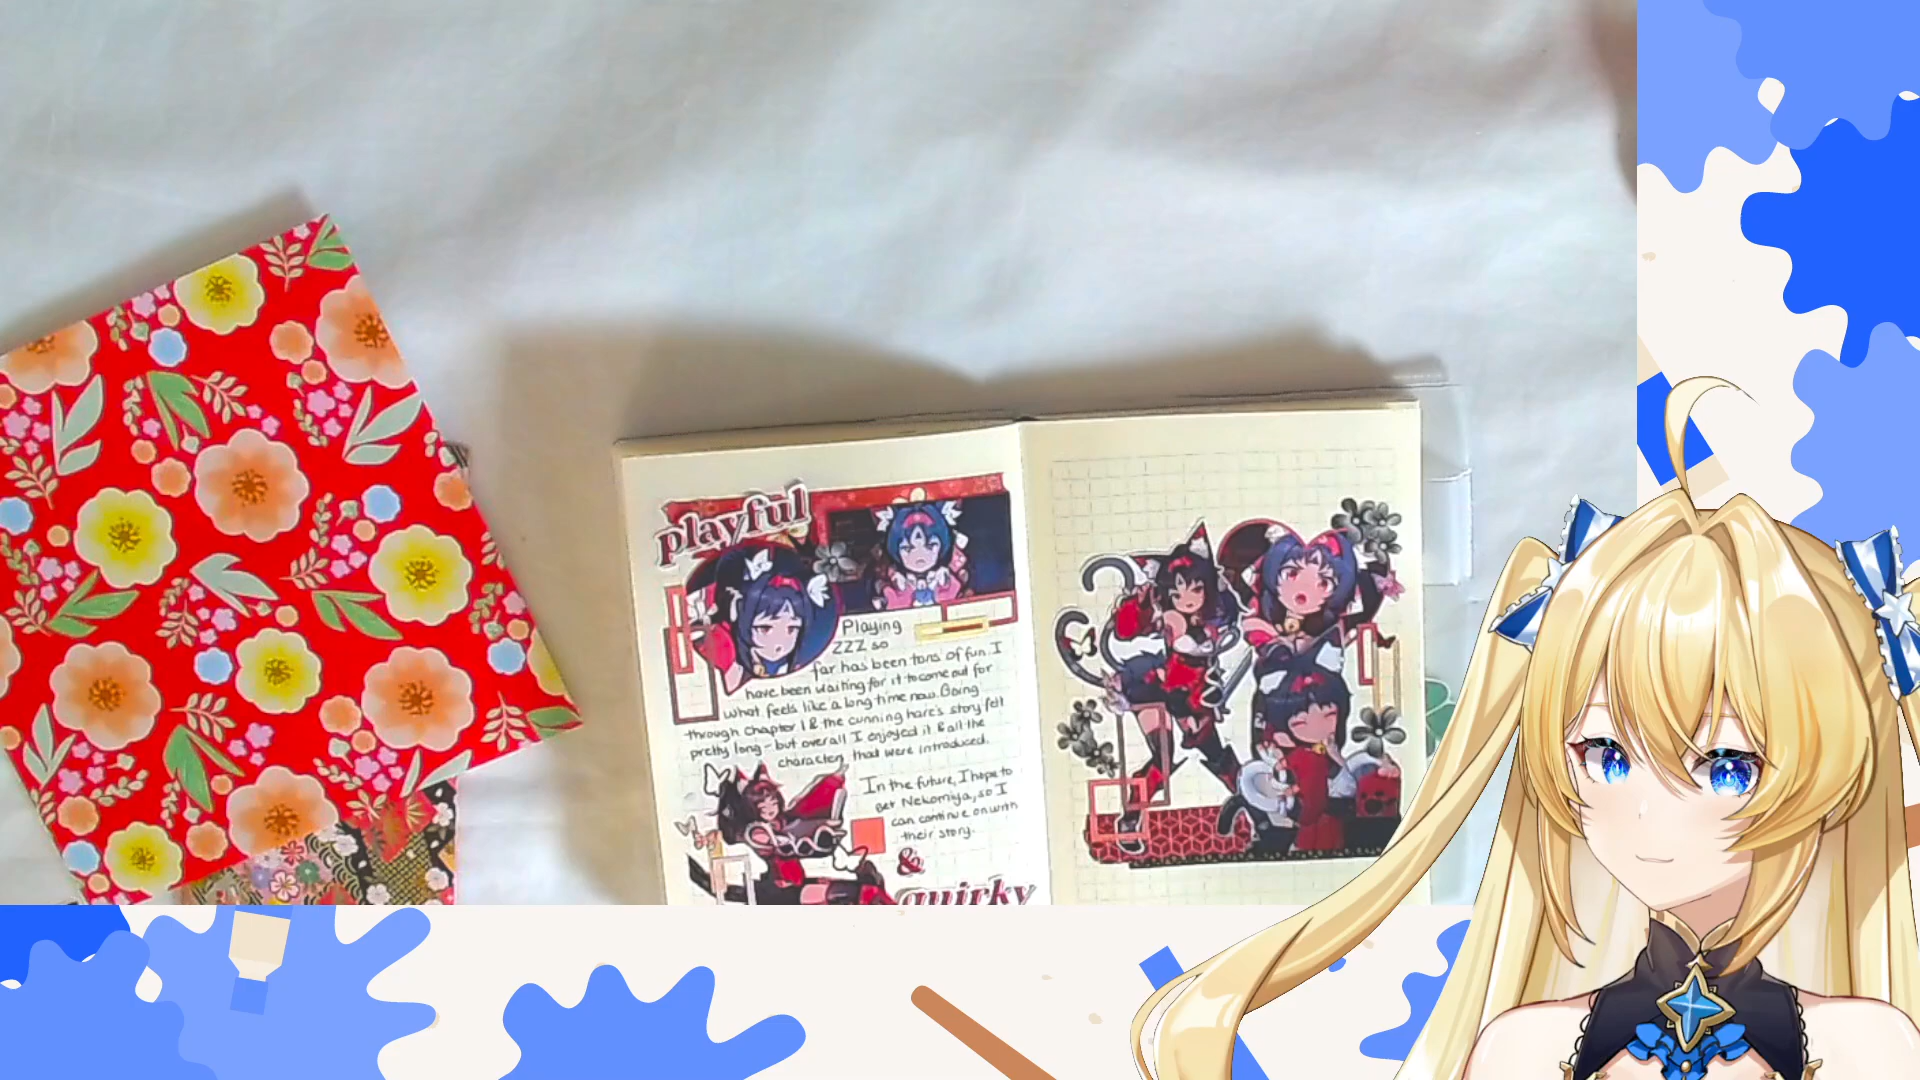 playful
Playing
ZZZ so
far has been tons of fun. I
have been waiting for it to come out for
what feels like a long time now. Going
through Chapter 1 & the cunning hare's story felt
pretty long - but overall I enjoyed it & all the
characters that were introduced.
In the future, I hope to
get Nekomiya, so I
can continue on with
their story.
&
quirky